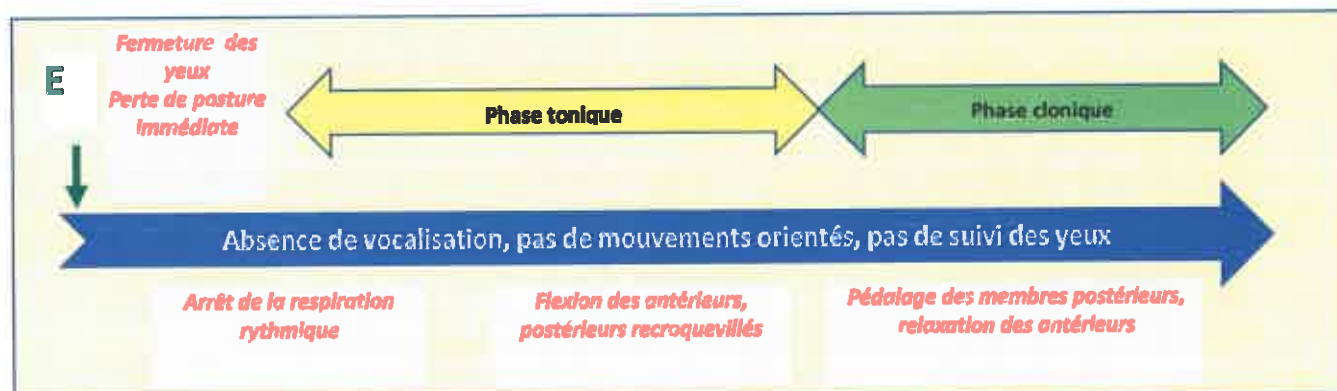 E
Fermeture des
yeux
Perte de posture
immédiate
Phase tonique
Phase clonique
Absence de vocalisation, pas de mouvements orientés, pas de suivi des yeux
Arrêt de la respiration
rythmique
Flexion des antérieurs,
postérieurs recroquevillés
Pédalage des membres postérieurs,
relaxation des antérieurs